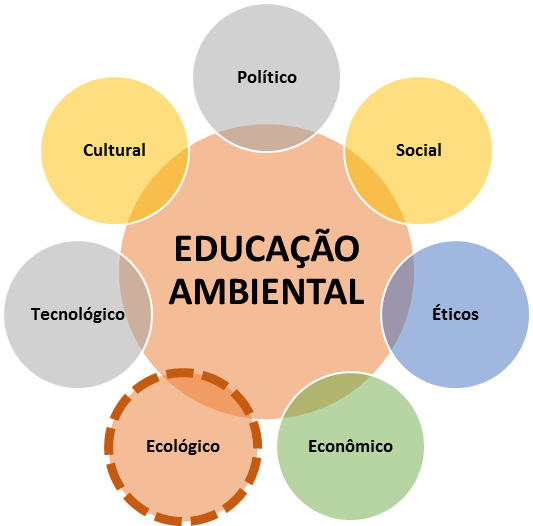 Político
Cultural
Social
EDUCAÇÃO
AMBIENTAL
Tecnológico
Éticos
Ecológico
Econômico